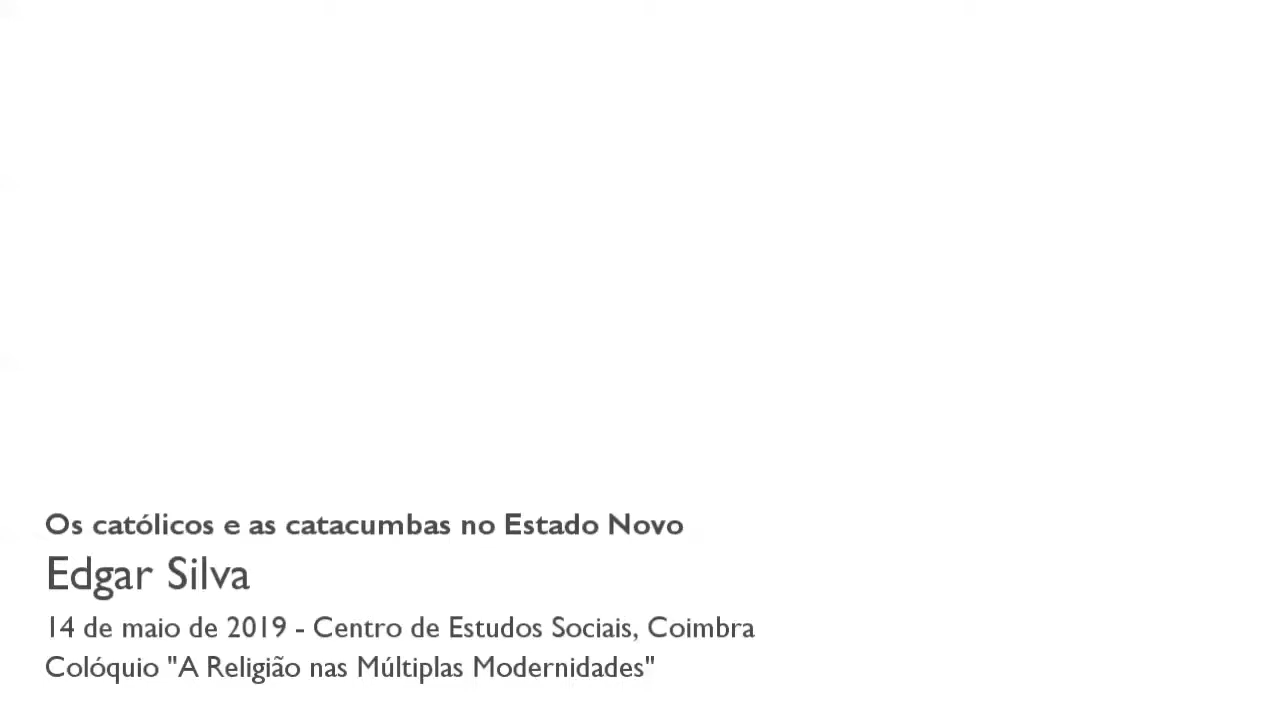 Os católicos e as catacumbas no Estado Novo
Edgar Silva
14 de maio de 2019 - Centro de Estudos Sociais, Coimbra
Colóquio "A Religião nas Múltiplas Modernidades"